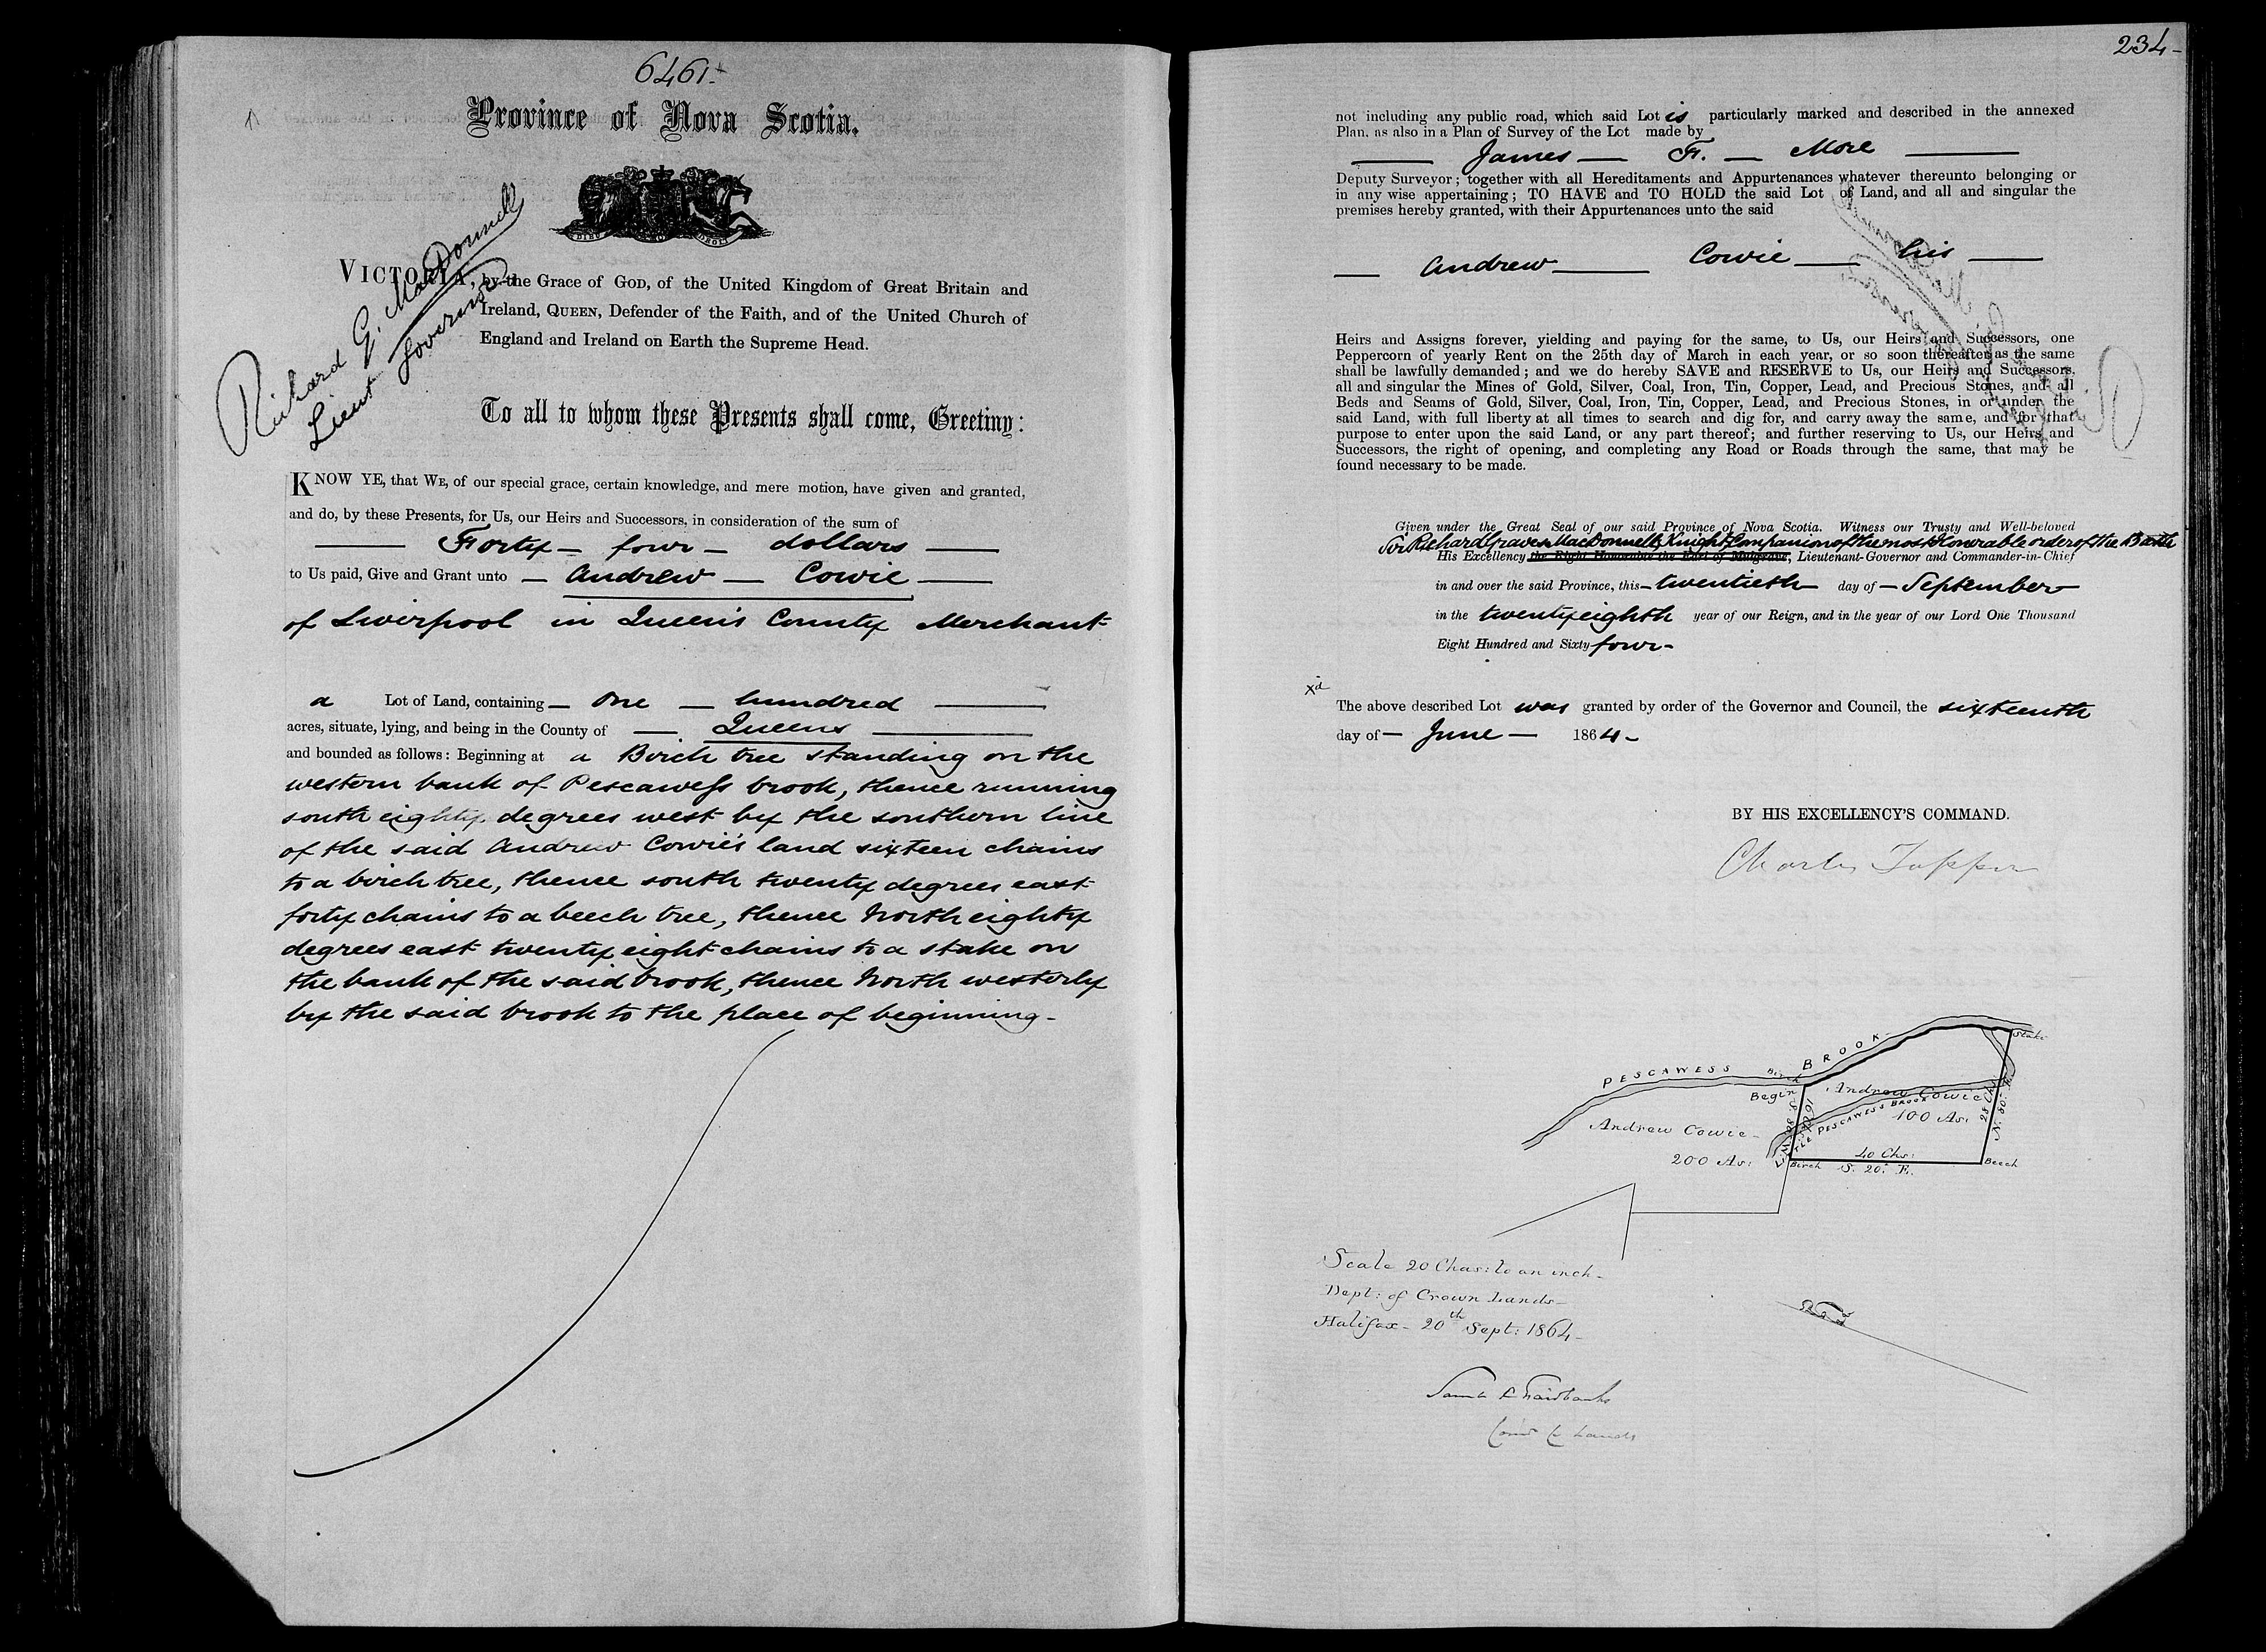 6461.
Province of Nova Scotia.
Richard G. MacDonnell
Lieut Governor
VICTORIA, by the Grace of GOD, of the United Kingdom of Great Britain and
Ireland, QUEEN, Defender of the Faith, and of the United Church of
England and Ireland on Earth the Supreme Head.
To all to whom these Presents shall come, Greeting:
KNOW YE, that WE, of our special grace, certain knowledge, and mere motion, have given and granted,
and do, by these Presents, for Us, our Heirs and Successors, in consideration of the sum of
Forty four dollars
to Us paid, Give and Grant unto Andrew Cowie
of Liverpool in Queen's County Merchant
a Lot of Land, containing One hundred
acres, situate, lying, and being in the County of Queens
and bounded as follows: Beginning at a Birch tree standing on the
western bank of Pescawess brook, thence running
south eighty degrees west by the southern line
of the said Andrew Cowie's land sixteen chains
to a birch tree, thence south twenty degrees east
forty chains to a beech tree, thence North eighty
degrees east twenty eight chains to a stake on
the bank of the said brook, thence North westerly
by the said brook to the place of beginning.
234
not including any public road, which said Lot is particularly marked and described in the annexed
Plan, as also in a Plan of Survey of the Lot made by
James F. More
Deputy Surveyor; together with all Hereditaments and Appurtenances whatever thereunto belonging or
in any wise appertaining; TO HAVE and TO HOLD the said Lot of Land, and all and singular the
premises hereby granted, with their Appurtenances unto the said
Andrew Cowie his
Heirs and Assigns forever, yielding and paying for the same, to Us, our Heirs and Successors, one
Peppercorn of yearly Rent on the 25th day of March in each year, or so soon thereafter as the same
shall be lawfully demanded; and we do hereby SAVE and RESERVE to Us, our Heirs and Successors,
all and singular the Mines of Gold, Silver, Coal, Iron, Tin, Copper, Lead, and Precious Stones, and all
Beds and Seams of Gold, Silver, Coal, Iron, Tin, Copper, Lead, and Precious Stones, in or under the
said Land, with full liberty at all times to search and dig for, and carry away the same, and for that
purpose to enter upon the said Land, or any part thereof; and further reserving to Us, our Heirs and
Successors, the right of opening, and completing any Road or Roads through the same, that may be
found necessary to be made.
Given under the Great Seal of our said Province of Nova Scotia. Witness our Trusty and Well-beloved
Sir Richard Graves MacDonnell Knight Companion of the most Honorable order of the Bath
His Excellency the Right Honorable the Earl of Mulgrave, Lieutenant-Governor and Commander-in-Chief
in and over the said Province, this twentieth day of September
in the twenty eighth year of our Reign, and in the year of our Lord One Thousand
Eight Hundred and Sixty four
xd
The above described Lot was granted by order of the Governor and Council, the sixteenth
day of June 1864
BY HIS EXCELLENCY'S COMMAND.
Charles Tupper
PESCAWESS BROOK
Stake
Birch
Begin
Andrew Cowie
100 As:
LITTLE PESCAWESS BROOK
S. 80 W.
16 Chs
28 Chs
N. 80 E.
Andrew Cowie
200 As:
40 Chs:
Birch S. 20° E. Beech
Scale 20 Chas: to an inch
Dept: of Crown Lands
Halifax 20th Sept: 1864
Saml P Fairbanks
Comr C Lands